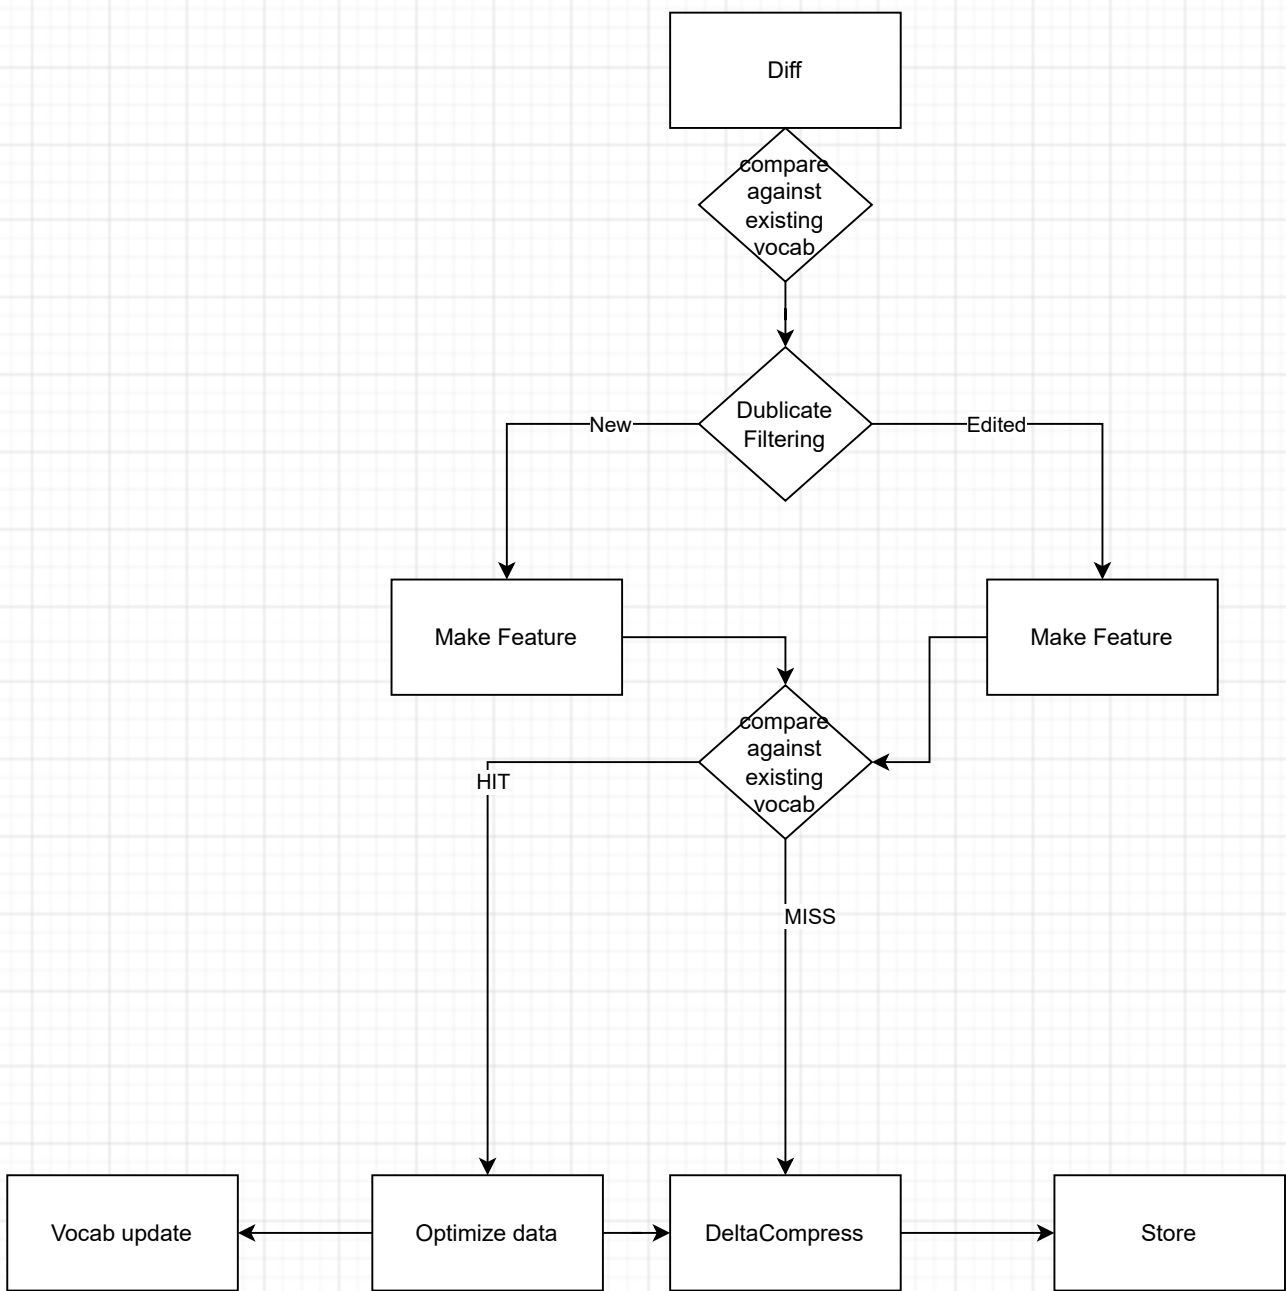 Diff
compare
against
existing
vocab
Dublicate
Filtering
New
Edited
Make Feature
Make Feature
compare
against
existing
vocab
HIT
MISS
Vocab update
Optimize data
DeltaCompress
Store